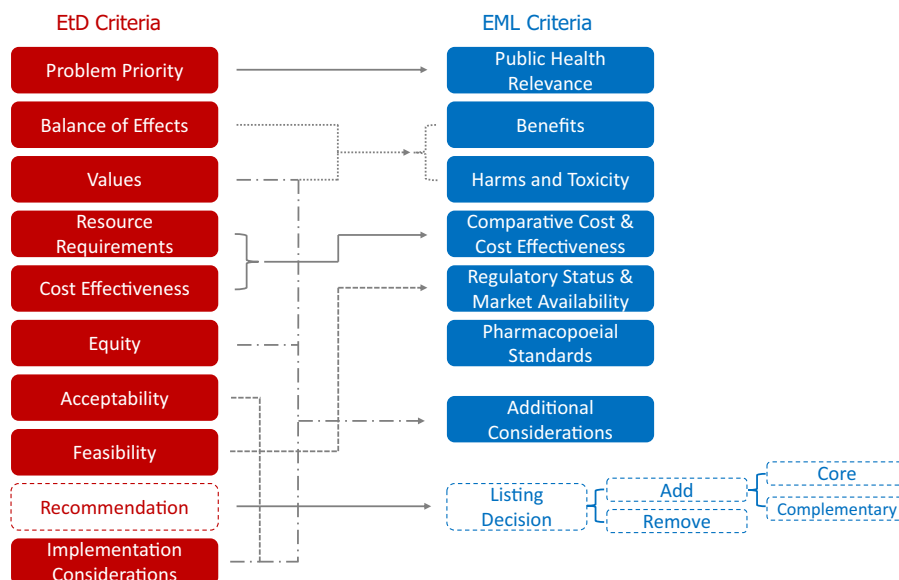 EtD Criteria
EML Criteria
Problem Priority
Public Health
Relevance
Balance of Effects
Benefits
Values
Harms and Toxicity
Resource
Requirements
Comparative Cost &
Cost Effectiveness
Cost Effectiveness
Regulatory Status &
Market Availability
Equity
Pharmacopoeial
Standards
Acceptability
Additional
Considerations
Feasibility
Recommendation
Listing
Decision
Add
Remove
Core
Complementary
Implementation
Considerations